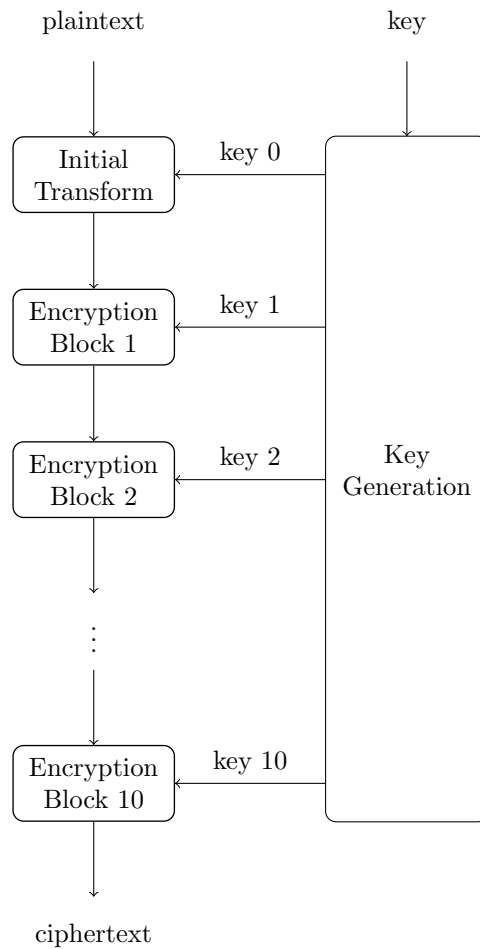 plaintext
key
Initial
Transform
key 0
Encryption
Block 1
key 1
Encryption
Block 2
key 2
Key
Generation
⋮
Encryption
Block 10
key 10
ciphertext